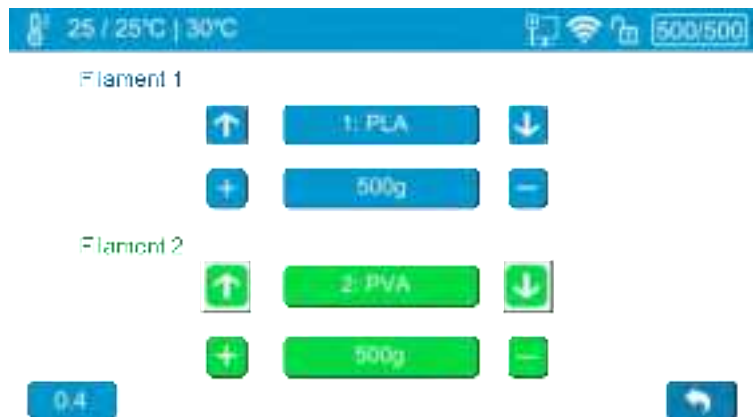 25 / 25°C | 30°C 500/500
Filament 1
1: PLA
500g
Filament 2
2: PVA
500g
0.4